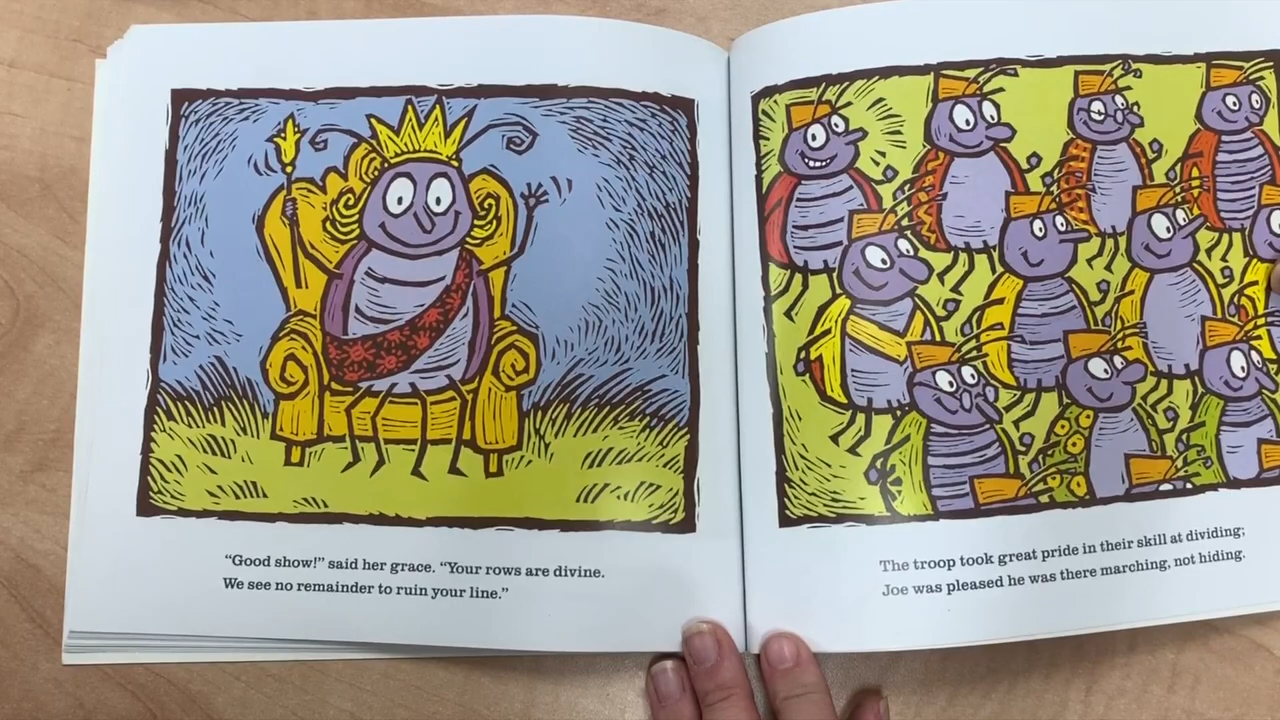 “Good show!” said her grace. “Your rows are divine.
We see no remainder to ruin your line.”
The troop took great pride in their skill at dividing;
Joe was pleased he was there marching, not hiding.